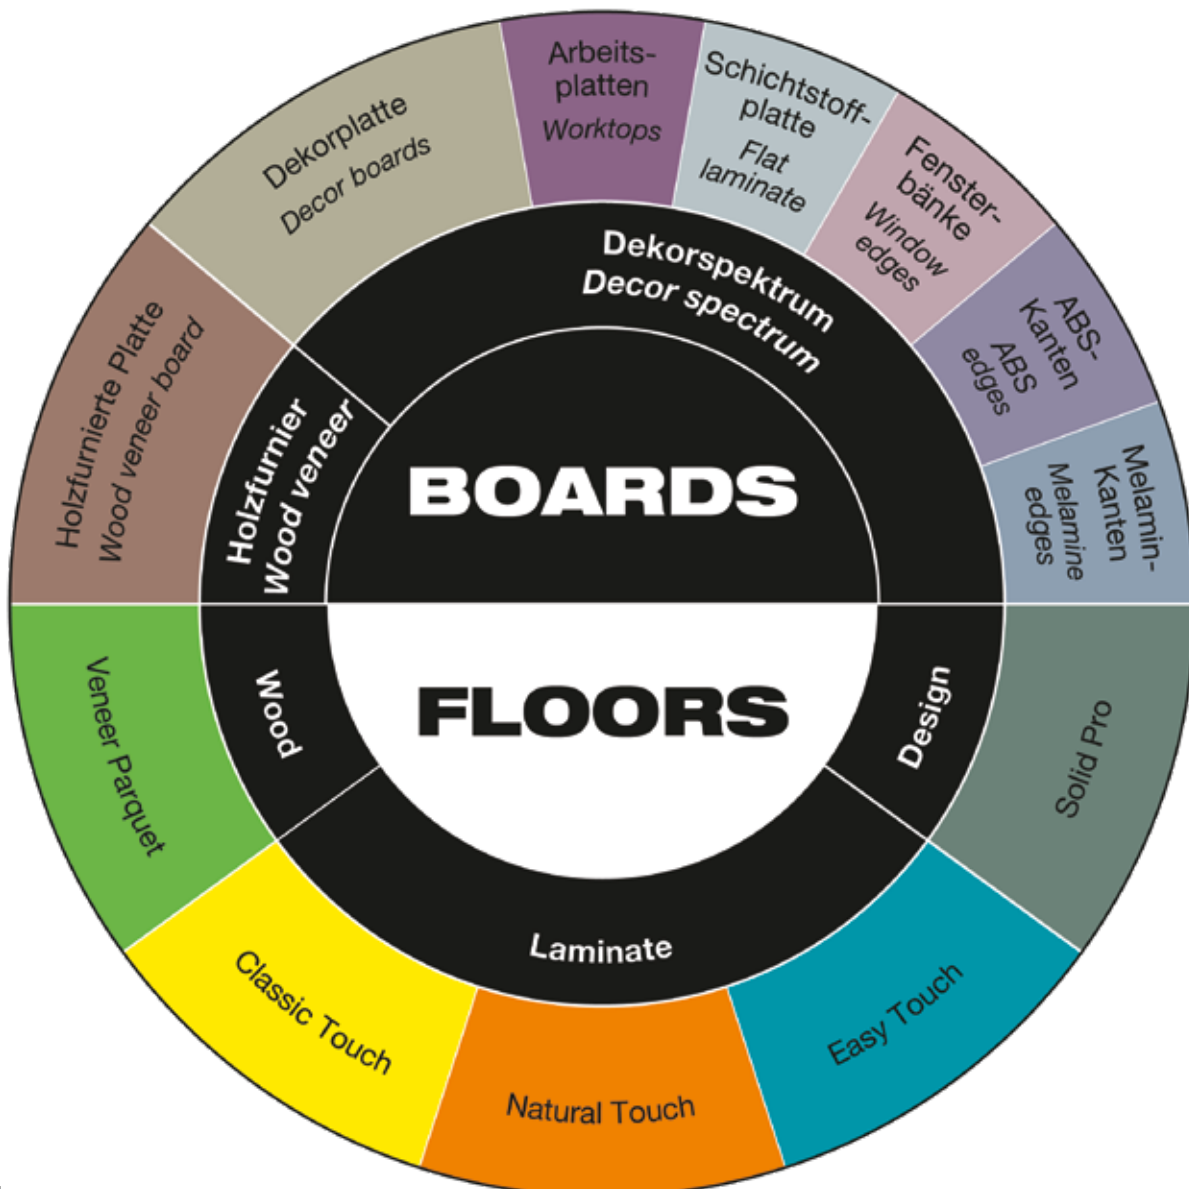 Arbeits-
platten
Worktops
Schichtstoff-
platte
Flat
laminate
Fenster-
bänke
Window
edges
ABS-
Kanten
ABS
edges
Melamin-
Kanten
Melamine
edges
Dekorplatte
Decor boards
Holzfurnierte Platte
Wood veneer board
Dekorspektrum
Decor spectrum
Holzfurnier
Wood veneer
BOARDS
FLOORS
Wood
Laminate
Design
Veneer Parquet
Classic Touch
Natural Touch
Easy Touch
Solid Pro